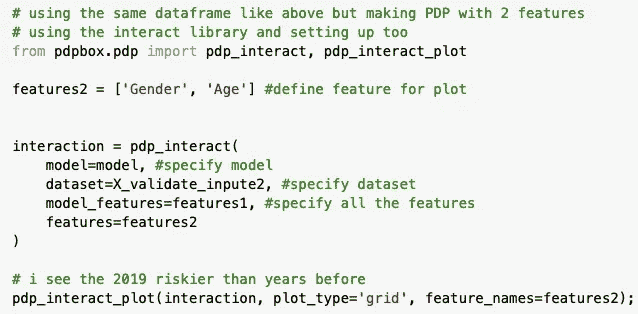 # using the same dataframe like above but making PDP with 2 features
# using the interact library and setting up too
from pdpbox.pdp import pdp_interact, pdp_interact_plot
features2 = ['Gender', 'Age'] #define feature for plot
interaction = pdp_interact(
    model=model, #specify model
    dataset=X_validate_inpute2, #specify dataset
    model_features=features1, #specify all the features
    features=features2
)
# i see the 2019 riskier than years before
pdp_interact_plot(interaction, plot_type='grid', feature_names=features2);